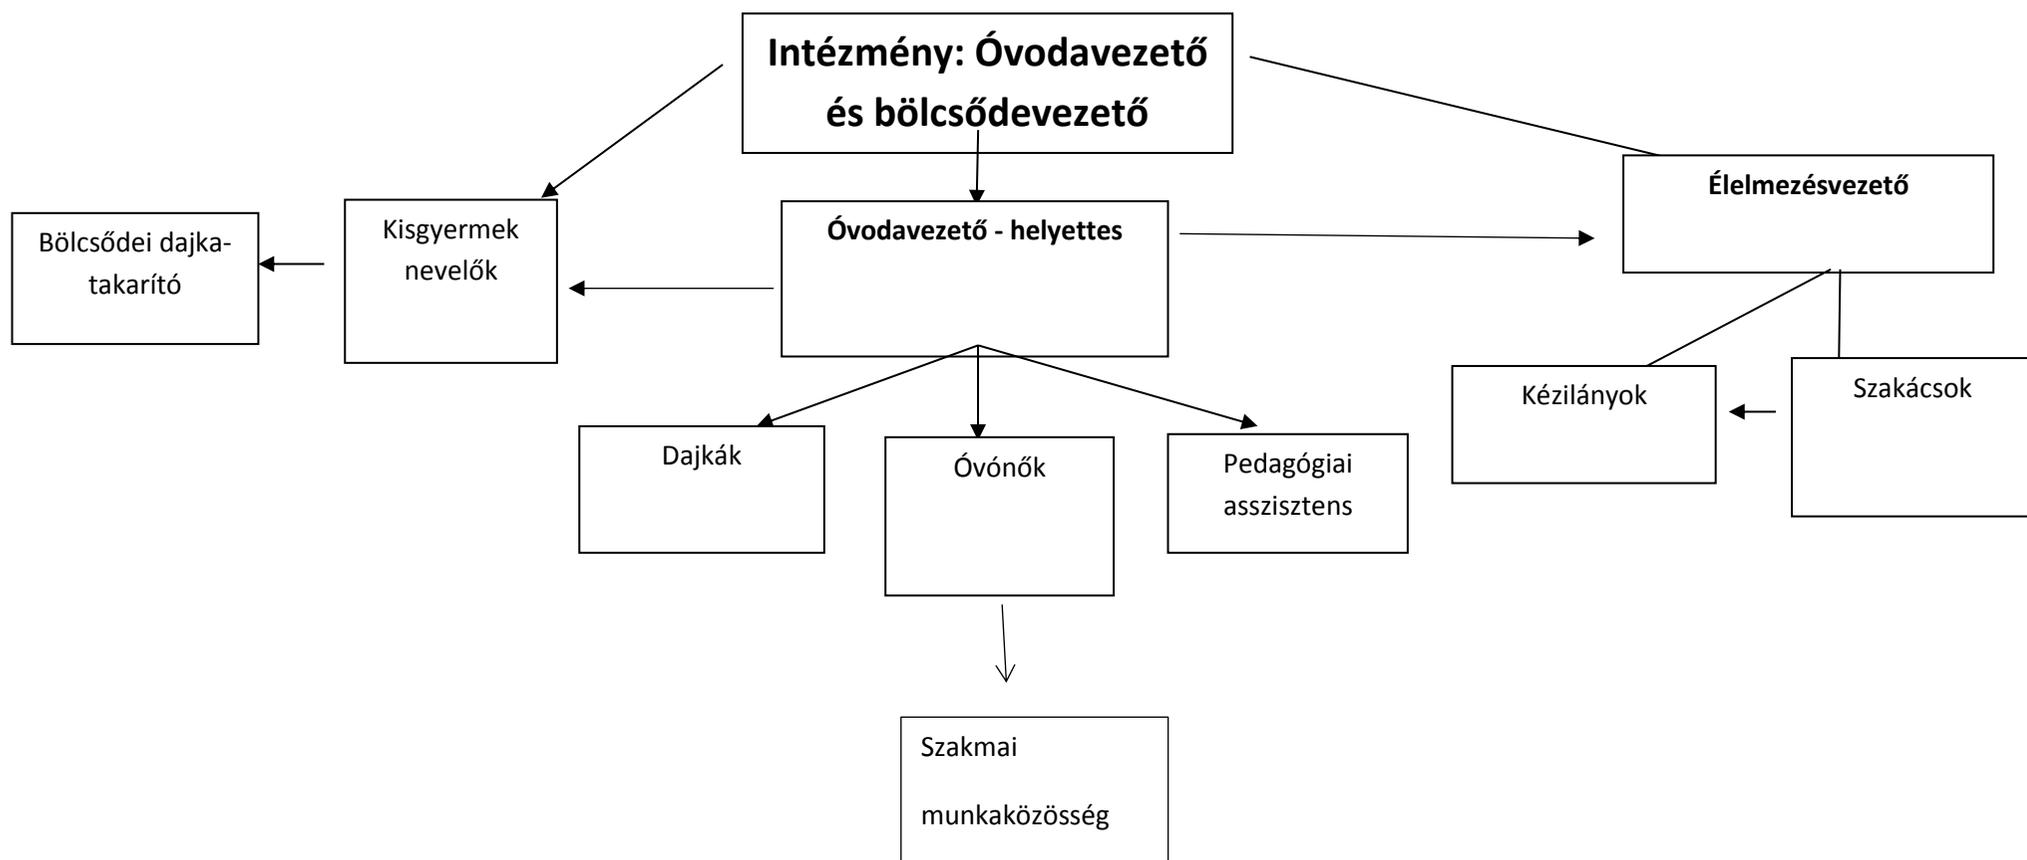 Intézmény: Óvodavezető
és bölcsődevezető
Élelmezésvezető
Bölcsődei dajka-
takarító
Kisgyermek
nevelők
Óvodavezető - helyettes
Dajkák
Óvónők
Pedagógiai
asszisztens
Kézilányok
Szakácsok
Szakmai
munkaközösség